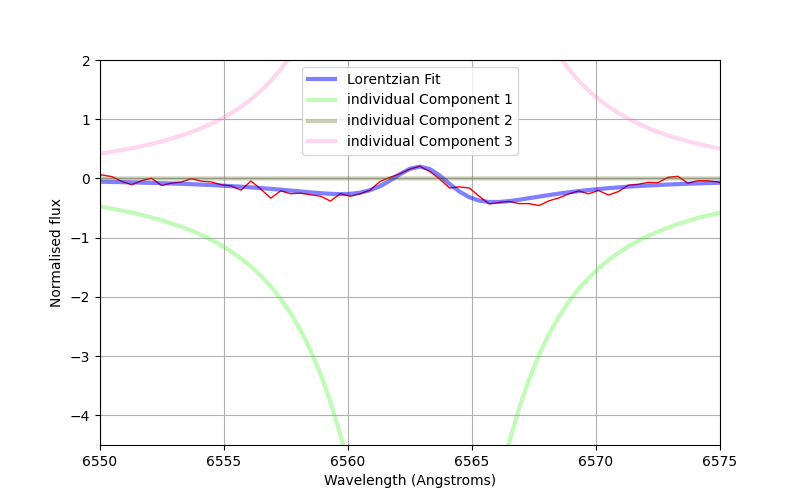 Lorentzian Fit
individual Component 1
individual Component 2
individual Component 3
2
1
0
−1
−2
−3
−4
Normalised flux
6550 6555 6560 6565 6570 6575
Wavelength (Angstroms)